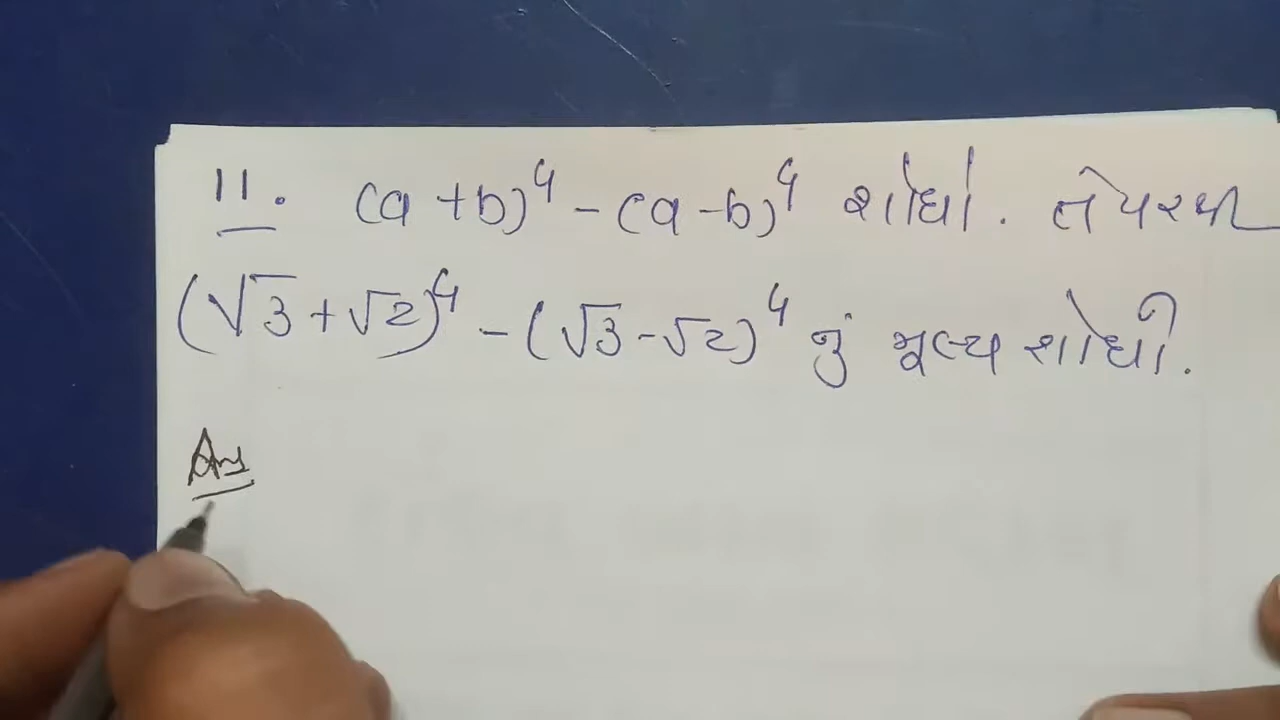 11. (a+b)⁴ - (a-b)⁴ શોધો. તે પરથી
(√3+√2)⁴ - (√3-√2)⁴ નું મૂલ્ય શોધો.
Ans